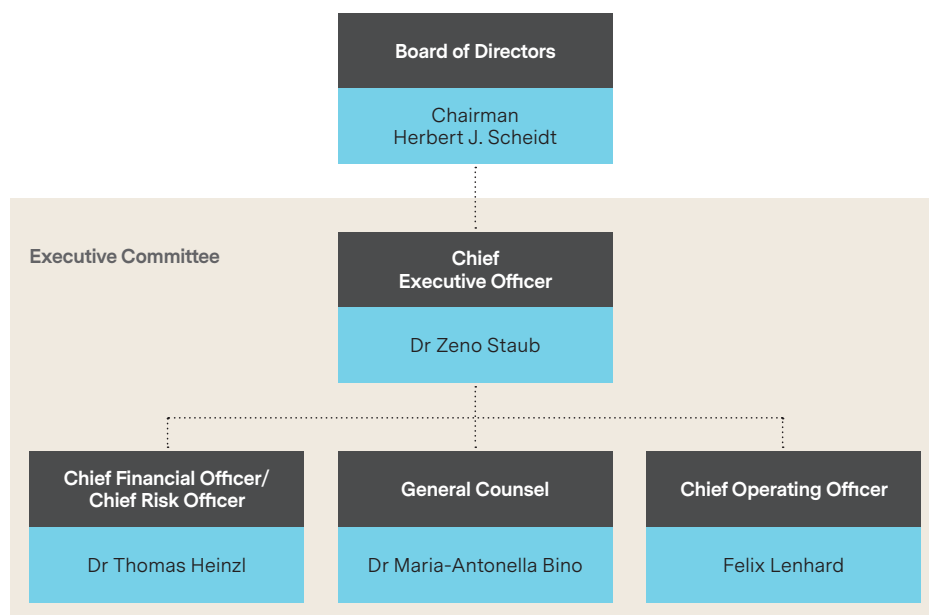 Board of Directors
Chairman
Herbert J. Scheidt
Executive Committee
Chief
Executive Officer
Dr Zeno Staub
Chief Financial Officer/
Chief Risk Officer
Dr Thomas Heinzl
General Counsel
Dr Maria-Antonella Bino
Chief Operating Officer
Felix Lenhard